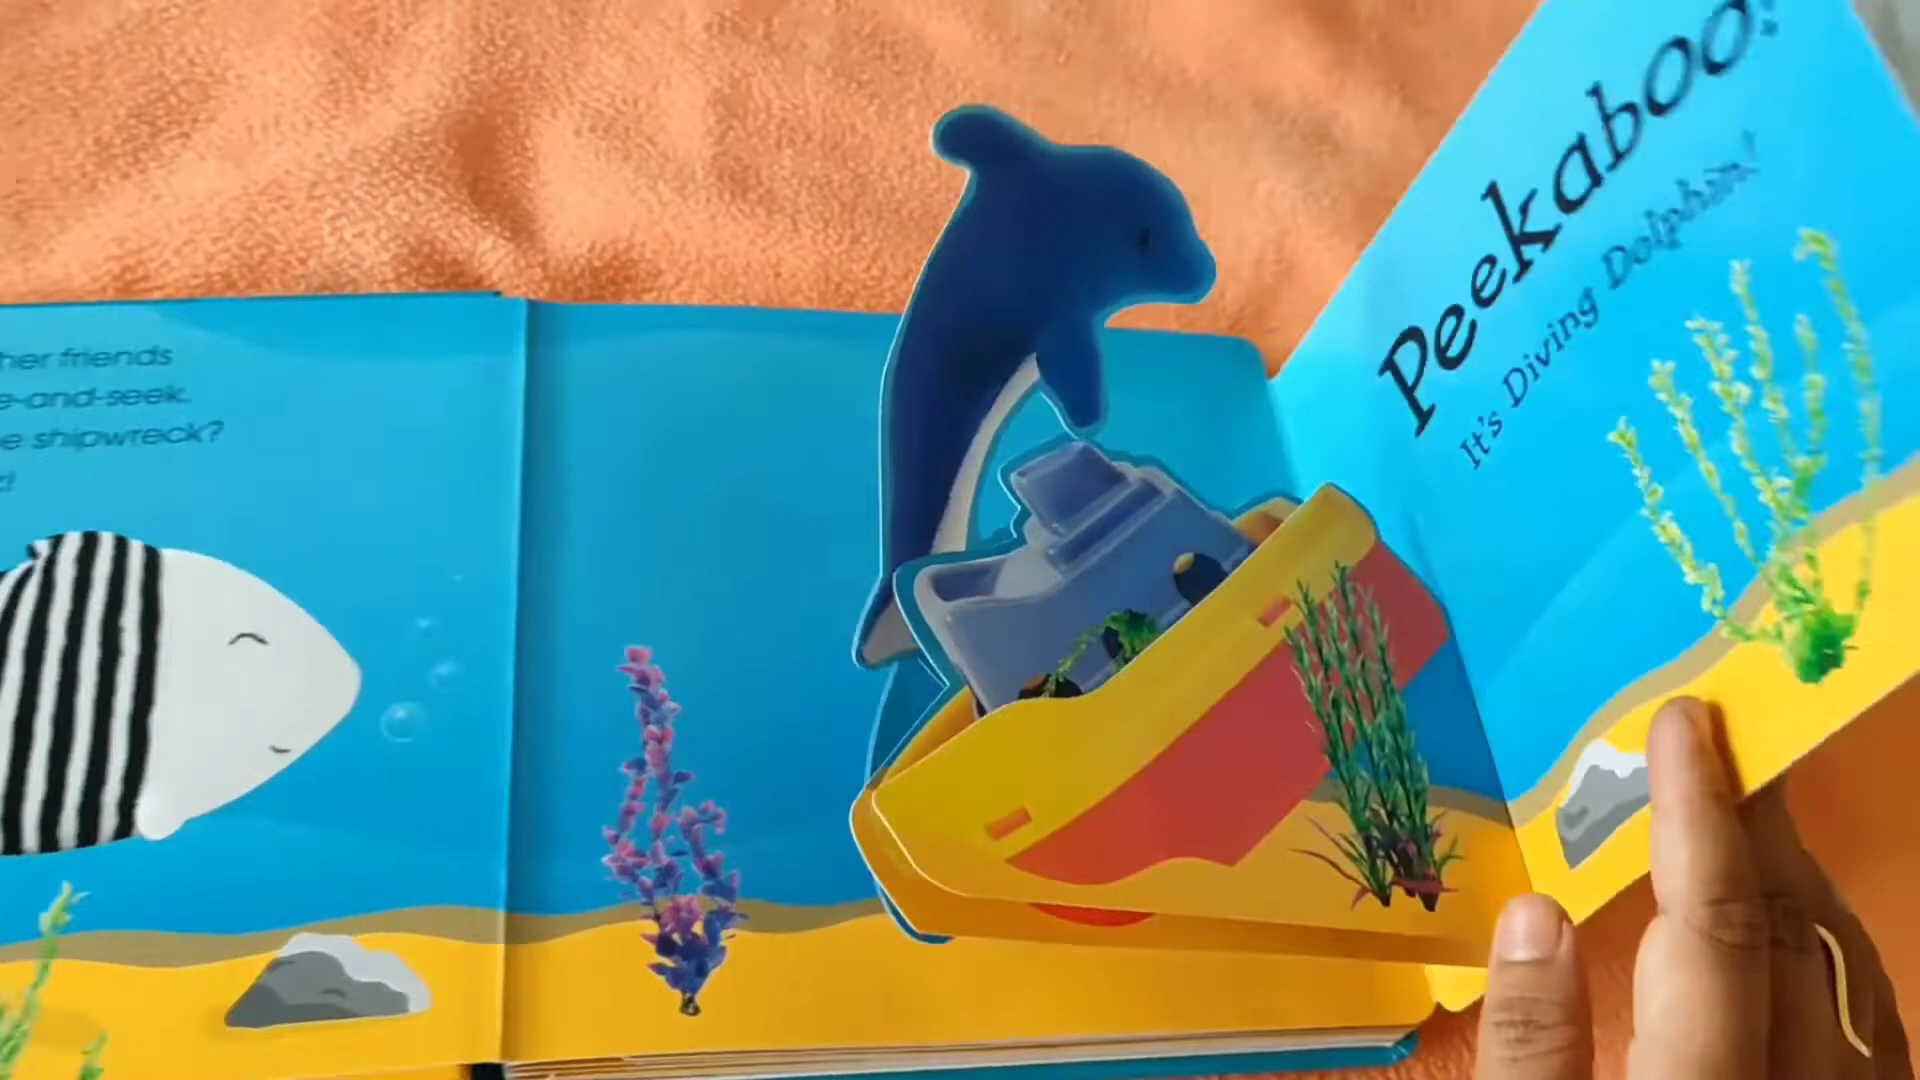 her friends
e-and-seek.
e shipwreck?
Peekaboo!
It's Diving Dolphin!